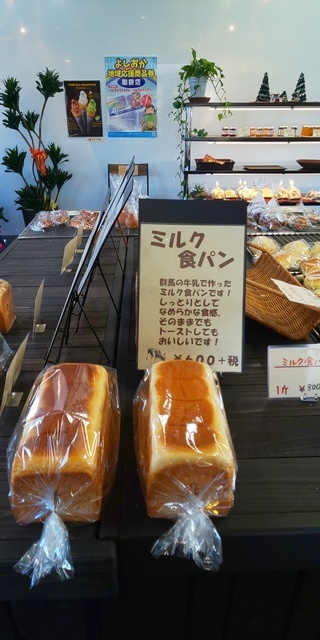 よしおか
地域応援商品券
取扱店
ミルク
食パン
群馬の牛乳で作った
ミルク食パンです！
しっとりとして
なめらかな食感、
そのままでも
トーストしても
おいしいです！
¥600+税
ミルク食パ
1斤 ¥300